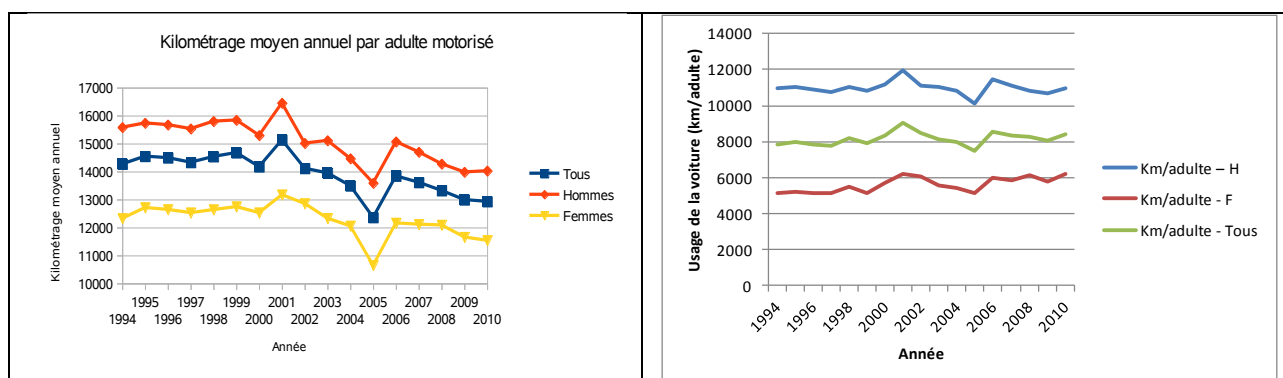 Kilométrage moyen annuel par adulte motorisé
Kilométrage moyen annuel
17000
16000
15000
14000
13000
12000
11000
10000
1995 1997 1999 2001 2003 2005 2007 2009
1994 1996 1998 2000 2002 2004 2006 2008 2010
Année
Tous
Hommes
Femmes
Usage de la voiture (km/adulte)
14000
12000
10000
8000
6000
4000
2000
0
1994 1996 1998 2000 2002 2004 2006 2008 2010
Année
Km/adulte – H
Km/adulte - F
Km/adulte - Tous